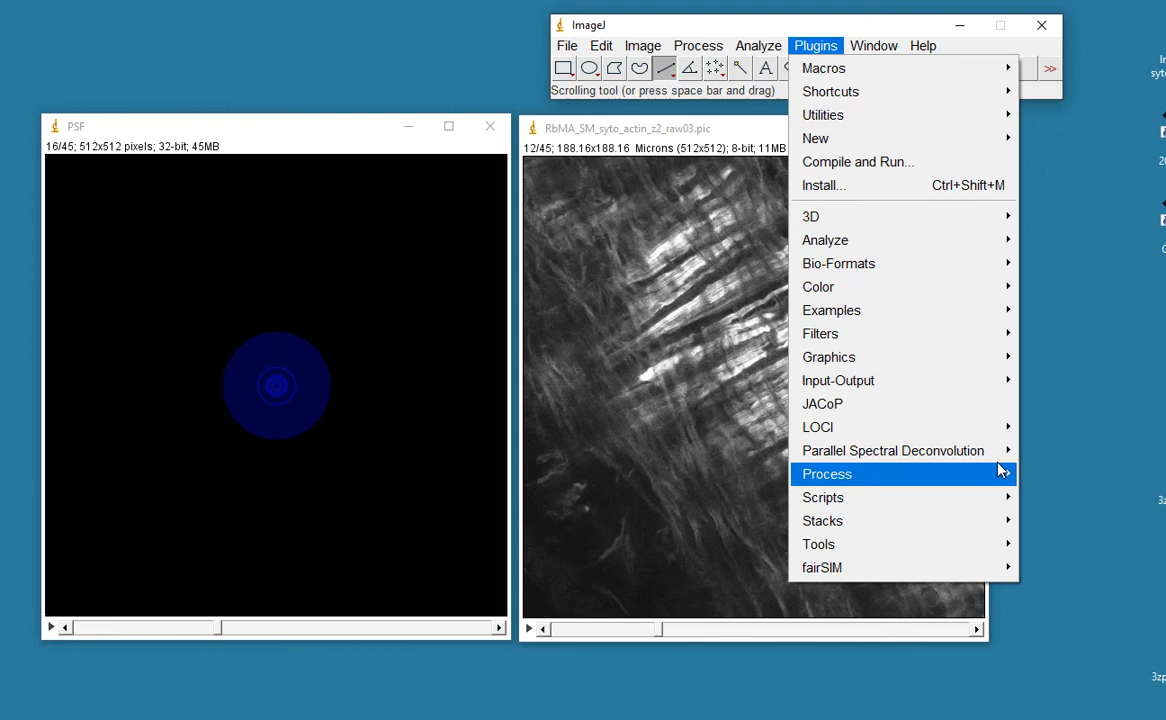 ImageJ
File Edit Image Process Analyze Plugins Window Help
A >>
Scrolling tool (or press space bar and drag)
Macros
Shortcuts
Utilities
New
Compile and Run...
Install... Ctrl+Shift+M
3D
Analyze
Bio-Formats
Color
Examples
Filters
Graphics
Input-Output
JACoP
LOCI
Parallel Spectral Deconvolution
Process
Scripts
Stacks
Tools
fairSIM
PSF
16/45; 512x512 pixels; 32-bit; 45MB
RbMA_SM_syto_actin_z2_raw03.pic
12/45; 188.16x188.16 Microns (512x512); 8-bit; 11MB